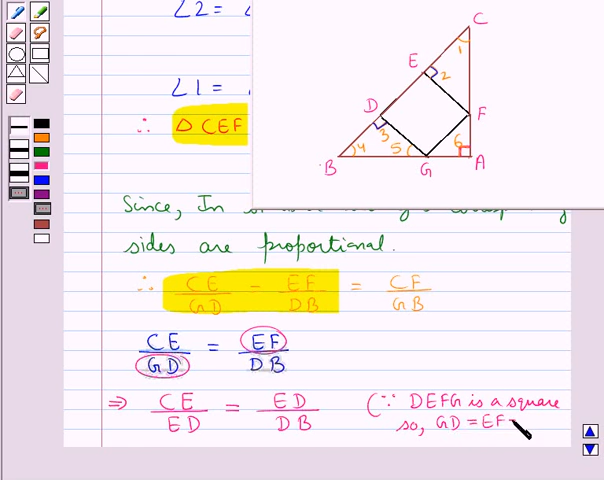 ∠2 =
∠1 =
∴ △ CEF
C
1
E
2
D
F
3
4
5
6
B
G
A
Since, In
sides are proportional.
∴ CE/GD = EF/DB = CF/GB
CE/GD = EF/DB
⇒ CE/ED = ED/DB (∵ DEFG is a square
so, GD = EF